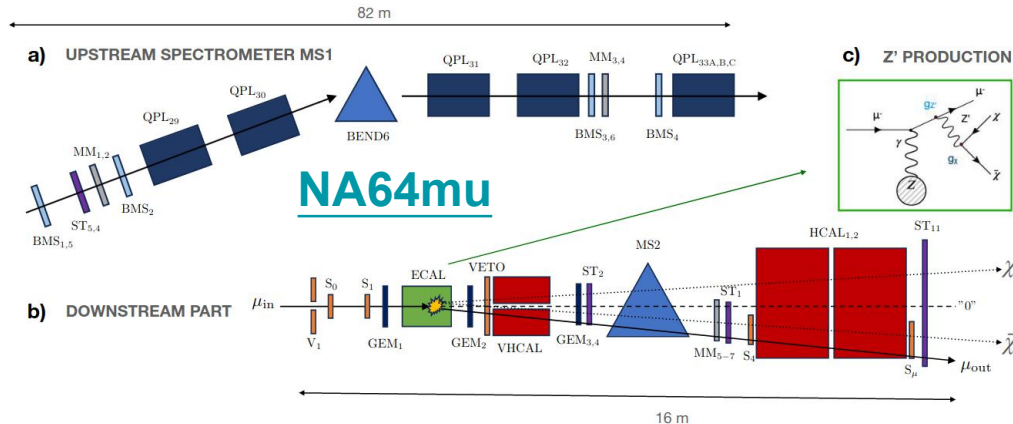 82 m
a) UPSTREAM SPECTROMETER MS1
c) Z' PRODUCTION
QPL31
QPL32
MM3,4
QPL33A,B,C
BEND6
BMS3,6
BMS4
QPL30
QPL29
MM1,2
BMS2
ST5,4
BMS1,5
μ-
μ-
gZ'
Z'
χ
γ
gχ
χ̄
Z
NA64mu
b) DOWNSTREAM PART
μin
V1
S0
S1
GEM1
ECAL
GEM2
VETO
VHCAL
ST2
GEM3,4
MS2
ST1
MM5−7
S4
HCAL1,2
Sμ
ST11
χ
"0"
χ̄
μout
16 m